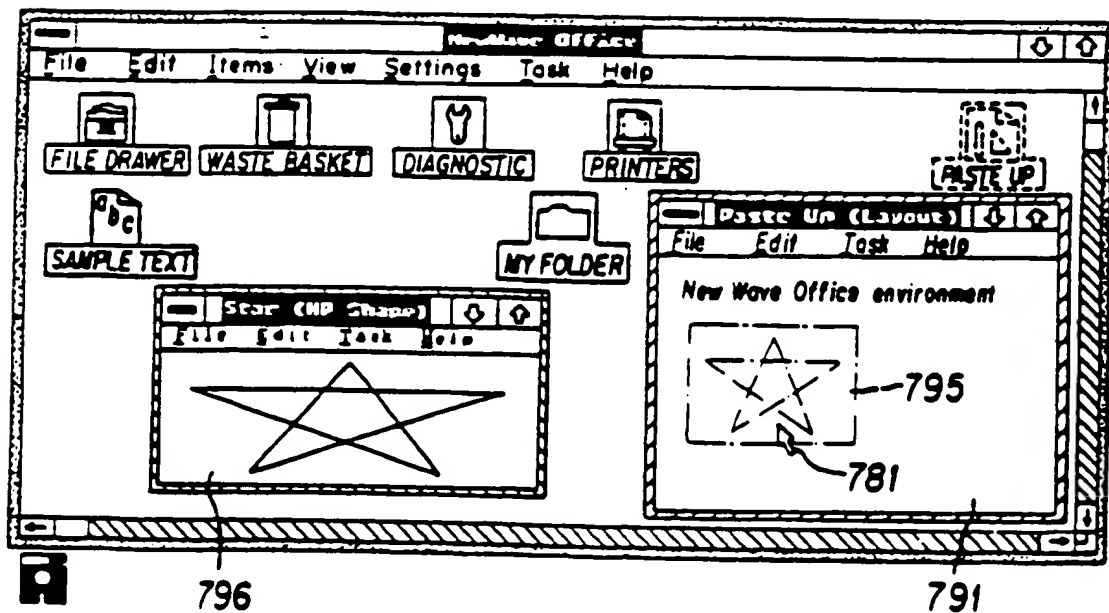 NewWave Office
File Edit Items View Settings Task Help
FILE DRAWER WASTE BASKET DIAGNOSTIC PRINTERS PASTE UP
abc
SAMPLE TEXT MY FOLDER
Paste Up (Layout)
File Edit Task Help
New Wave Office environment
Star (HP Shape)
File Edit Task Help
795
781
796 791